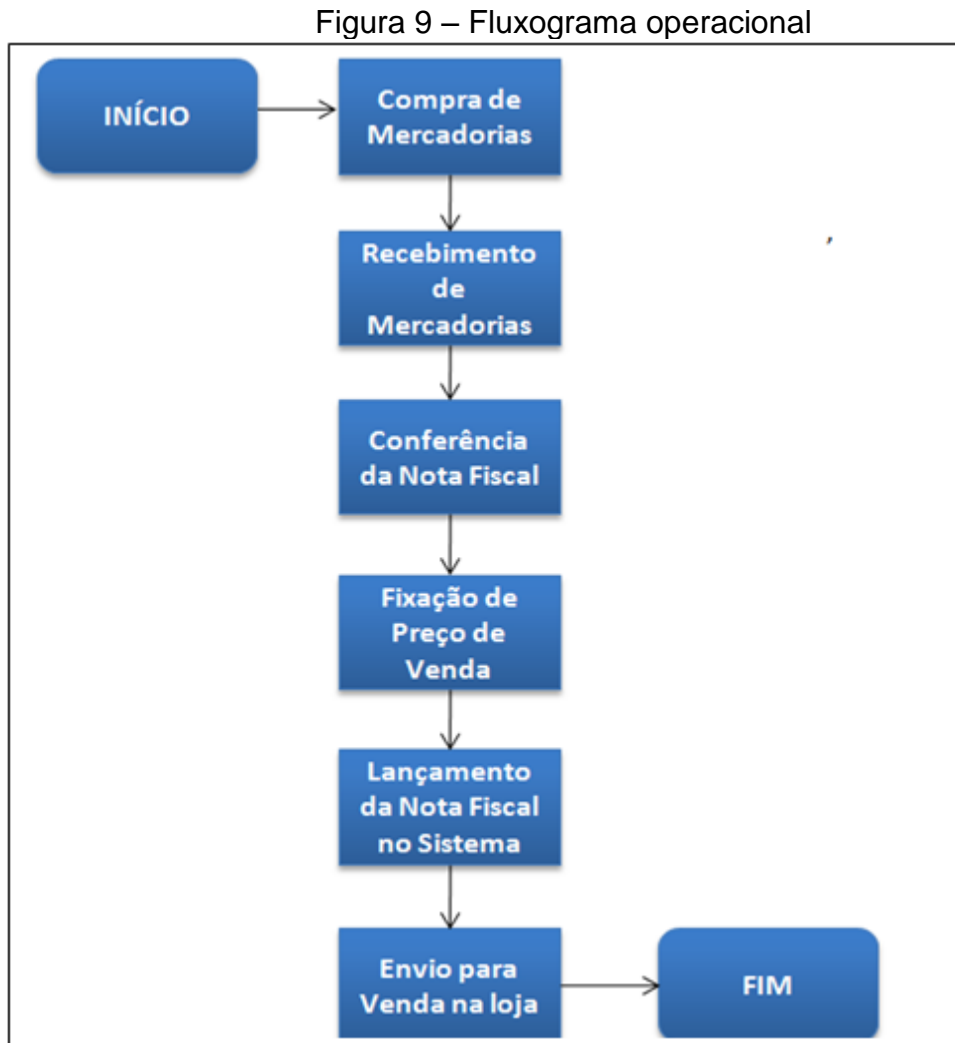 Figura 9 – Fluxograma operacional
INÍCIO
Compra de
Mercadorias
Recebimento
de
Mercadorias
,
Conferência
da Nota Fiscal
Fixação de
Preço de
Venda
Lançamento
da Nota Fiscal
no Sistema
Envio para
Venda na loja
FIM